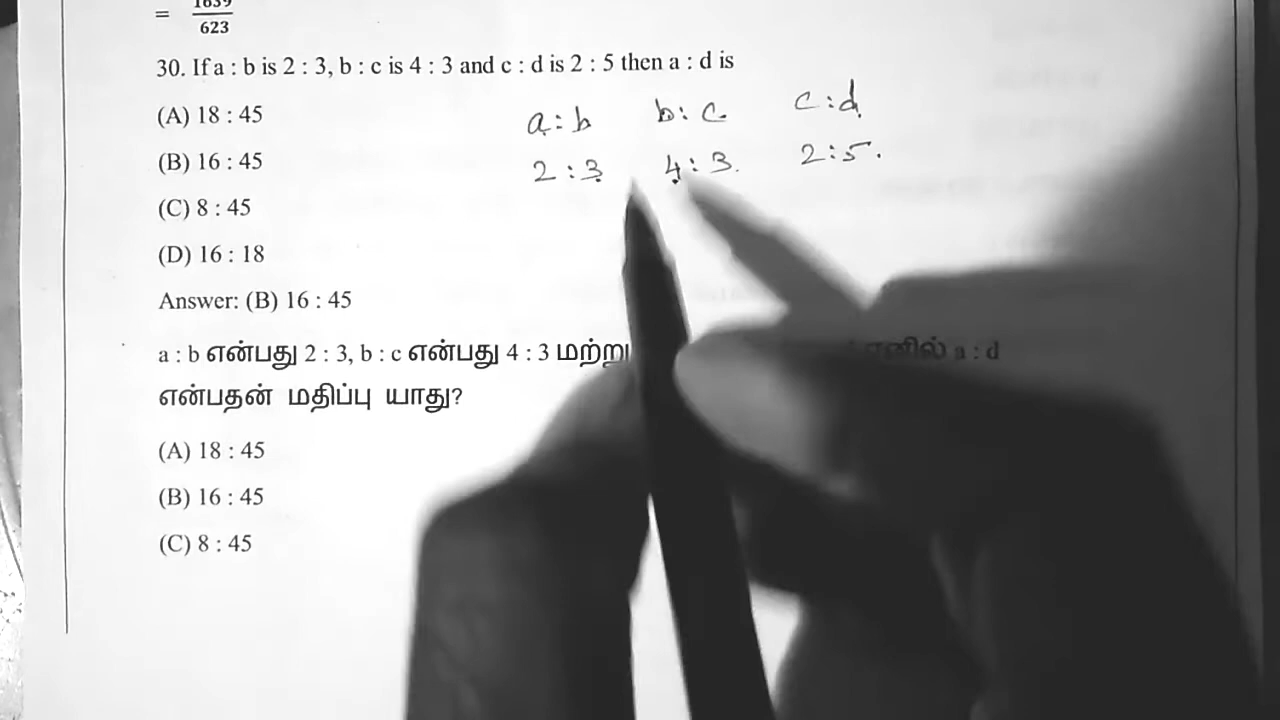 = 1639/623
30. If a : b is 2 : 3, b : c is 4 : 3 and c : d is 2 : 5 then a : d is
(A) 18 : 45
(B) 16 : 45
(C) 8 : 45
(D) 16 : 18
Answer: (B) 16 : 45
a : b b : c c : d
2 : 3 4 : 3. 2 : 5.
a : b என்பது 2 : 3, b : c என்பது 4 : 3 எனில் a : d
என்பதன் மதிப்பு யாது?
(A) 18 : 45
(B) 16 : 45
(C) 8 : 45